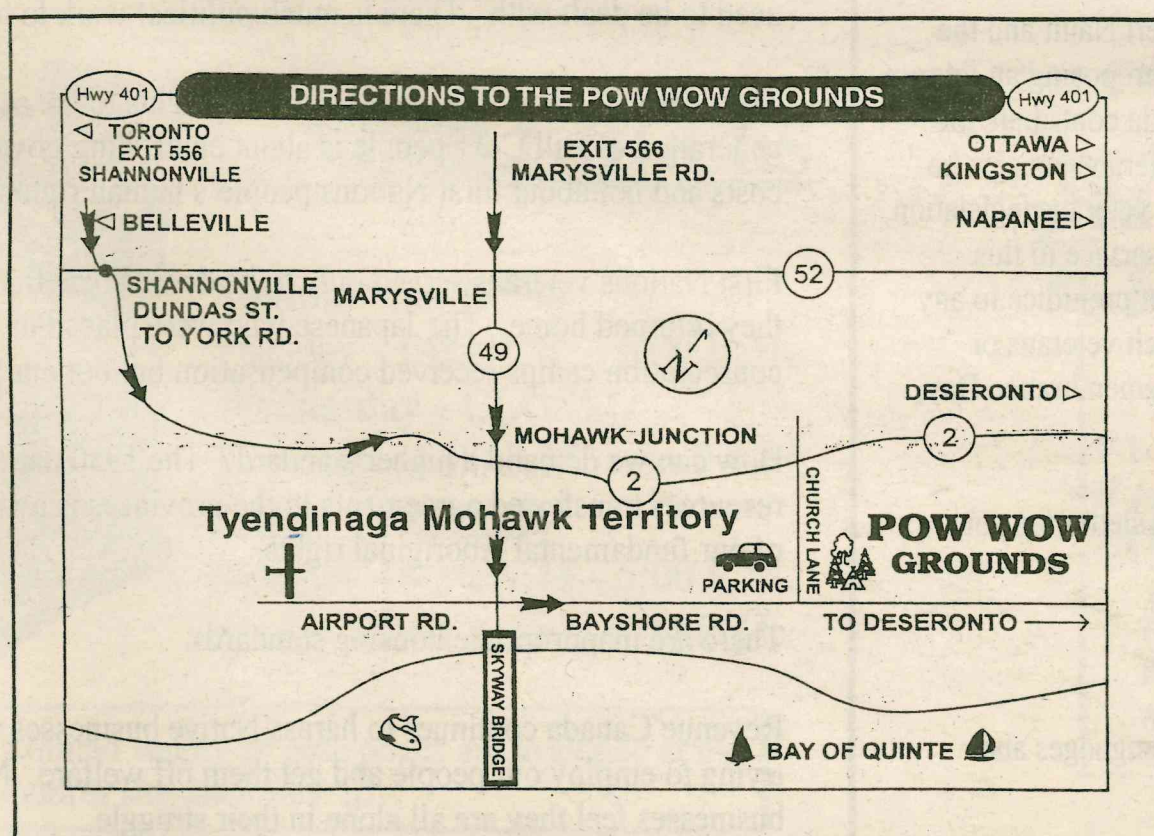 Hwy 401
DIRECTIONS TO THE POW WOW GROUNDS
Hwy 401
◁ TORONTO
EXIT 556
SHANNONVILLE
EXIT 566
MARYSVILLE RD.
OTTAWA ▷
KINGSTON ▷
◁ BELLEVILLE
NAPANEE ▷
52
SHANNONVILLE
DUNDAS ST.
TO YORK RD.
MARYSVILLE
49
N
DESERONTO ▷
MOHAWK JUNCTION
2
2
Tyendinaga Mohawk Territory
CHURCH LANE
POW WOW
GROUNDS
PARKING
AIRPORT RD.
BAYSHORE RD.
TO DESERONTO →
SKYWAY BRIDGE
BAY OF QUINTE